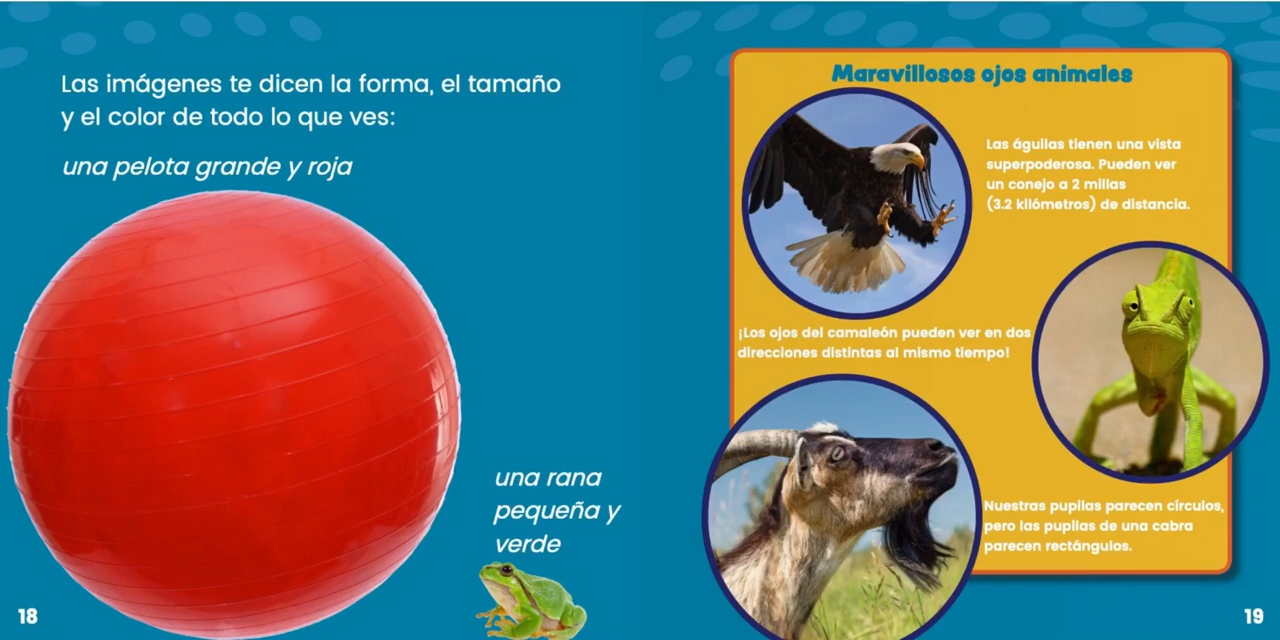 Las imágenes te dicen la forma, el tamaño
y el color de todo lo que ves:
una pelota grande y roja
una rana
pequeña y
verde
18
Maravillosos ojos animales
Las águilas tienen una vista
superpoderosa. Pueden ver
un conejo a 2 millas
(3.2 kilómetros) de distancia.
¡Los ojos del camaleón pueden ver en dos
direcciones distintas al mismo tiempo!
Nuestras pupilas parecen círculos,
pero las pupilas de una cabra
parecen rectángulos.
19